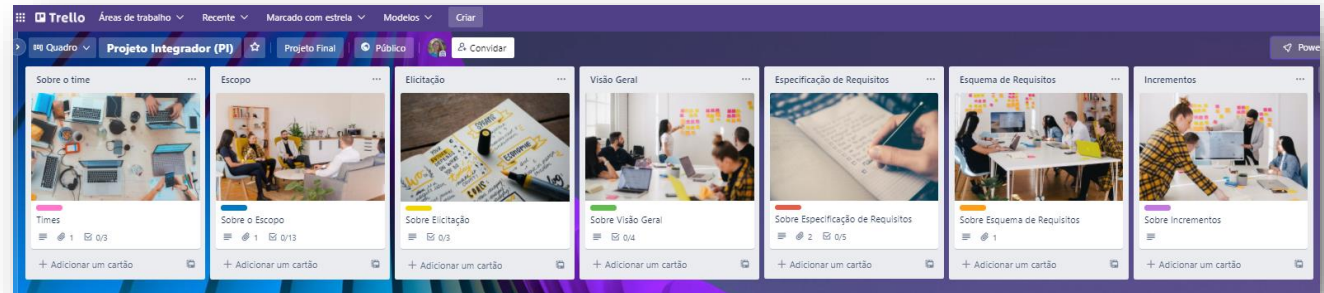 Trello Áreas de trabalho Recente Marcado com estrela Modelos Criar
Quadro Projeto Integrador (PI) Projeto Final Público Convidar Powe
Sobre o time
Times
1 0/3
+ Adicionar um cartão
Escopo
Sobre o Escopo
1 0/13
+ Adicionar um cartão
Elicitação
Sobre Elicitação
0/3
+ Adicionar um cartão
Visão Geral
Sobre Visão Geral
0/4
+ Adicionar um cartão
Especificação de Requisitos
Sobre Especificação de Requisitos
2 0/5
+ Adicionar um cartão
Esquema de Requisitos
Sobre Esquema de Requisitos
1
+ Adicionar um cartão
Incrementos
Sobre Incrementos
+ Adicionar um cartão